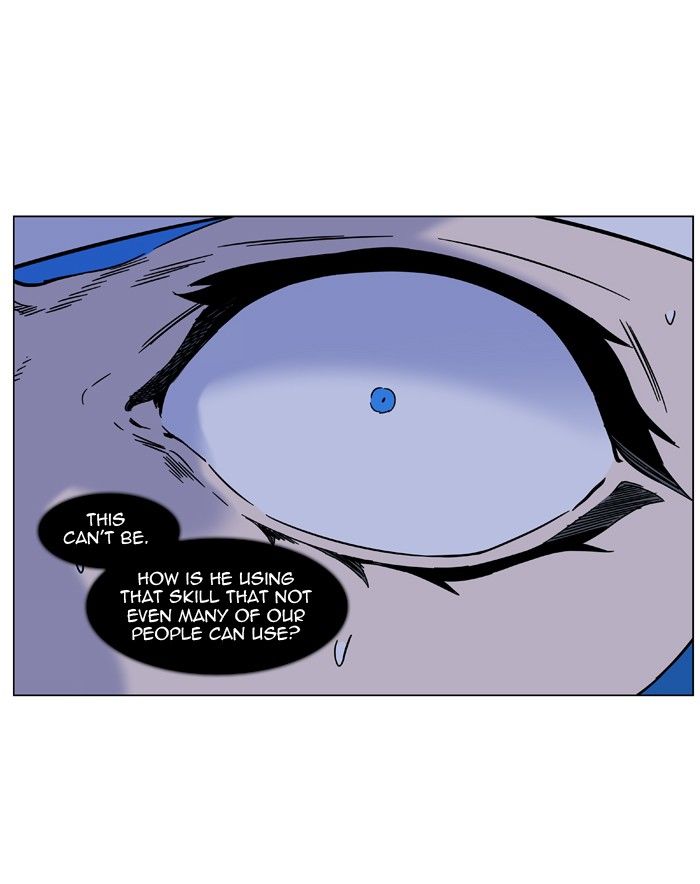 THIS
CAN'T BE.
HOW IS HE USING
THAT SKILL THAT NOT
EVEN MANY OF OUR
PEOPLE CAN USE?